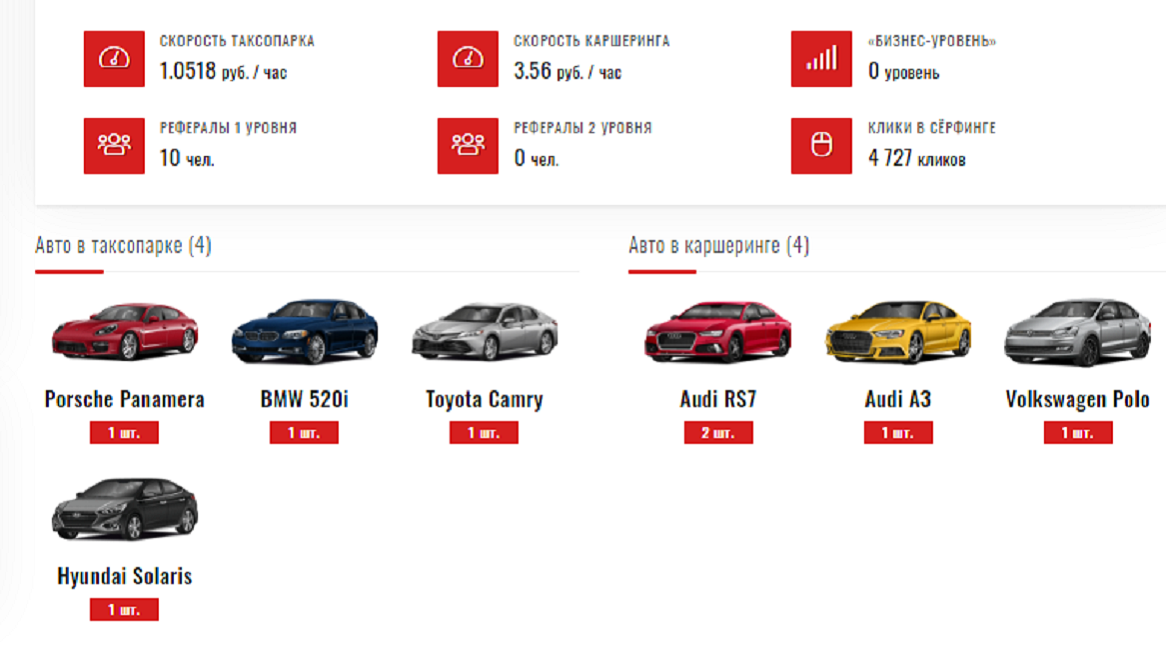 СКОРОСТЬ ТАКСОПАРКА
1.0518 руб. / час
СКОРОСТЬ КАРШЕРИНГА
3.56 руб. / час
«БИЗНЕС-УРОВЕНЬ»
0 уровень
РЕФЕРАЛЫ 1 УРОВНЯ
10 чел.
РЕФЕРАЛЫ 2 УРОВНЯ
0 чел.
КЛИКИ В СЁРФИНГЕ
4 727 кликов
Авто в таксопарке (4)
Porsche Panamera
1 шт.
BMW 520i
1 шт.
Toyota Camry
1 шт.
Hyundai Solaris
1 шт.
Авто в каршеринге (4)
Audi RS7
2 шт.
Audi A3
1 шт.
Volkswagen Polo
1 шт.